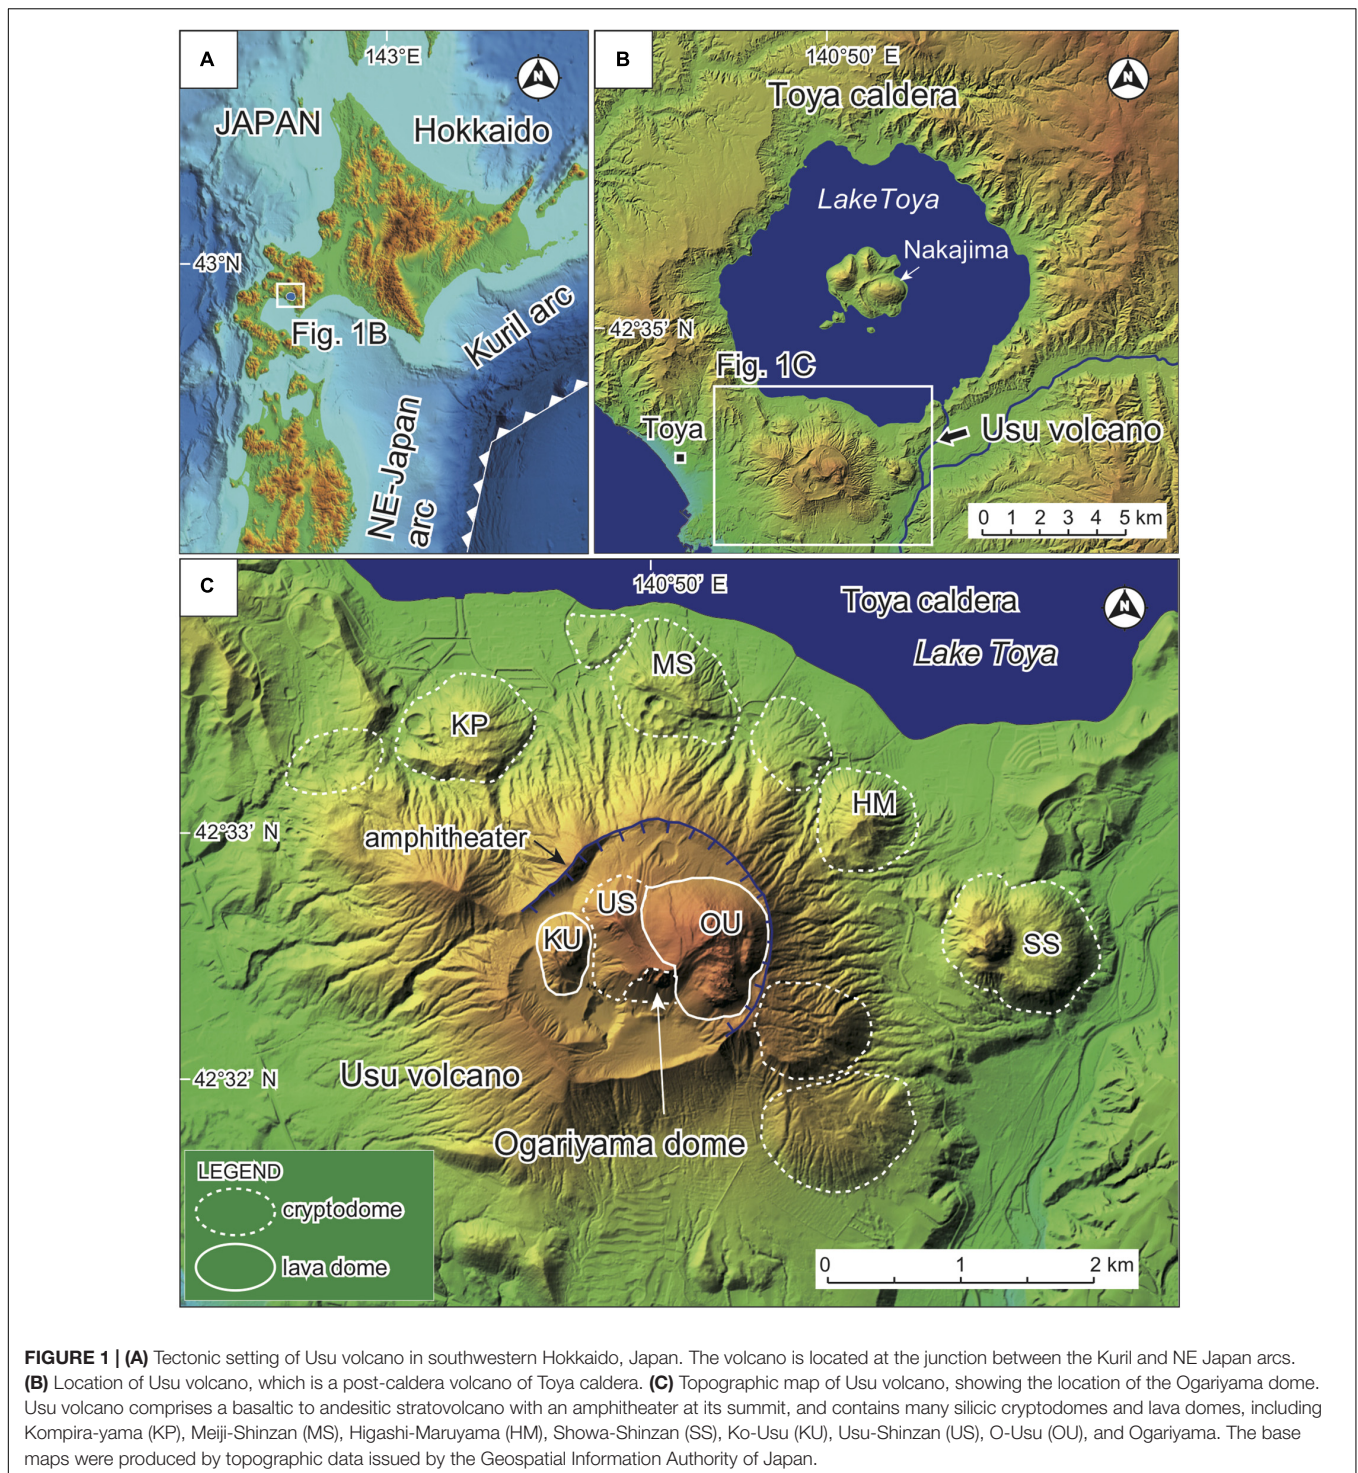 A
143°E
N
JAPAN
Hokkaido
43°N
Fig. 1B
Kuril arc
NE-Japan
arc
B
140°50’ E
N
Toya caldera
Lake Toya
Nakajima
42°35’ N
Fig. 1C
Toya
Usu volcano
0 1 2 3 4 5 km
C
140°50’ E
N
Toya caldera
Lake Toya
MS
KP
HM
42°33’ N
amphitheater
US
OU
KU
SS
42°32’ N
Usu volcano
Ogariyama dome
LEGEND
cryptodome
lava dome
0 1 2 km
FIGURE 1 | (A) Tectonic setting of Usu volcano in southwestern Hokkaido, Japan. The volcano is located at the junction between the Kuril and NE Japan arcs.
(B) Location of Usu volcano, which is a post-caldera volcano of Toya caldera. (C) Topographic map of Usu volcano, showing the location of the Ogariyama dome.
Usu volcano comprises a basaltic to andesitic stratovolcano with an amphitheater at its summit, and contains many silicic cryptodomes and lava domes, including
Kompira-yama (KP), Meiji-Shinzan (MS), Higashi-Maruyama (HM), Showa-Shinzan (SS), Ko-Usu (KU), Usu-Shinzan (US), O-Usu (OU), and Ogariyama. The base
maps were produced by topographic data issued by the Geospatial Information Authority of Japan.